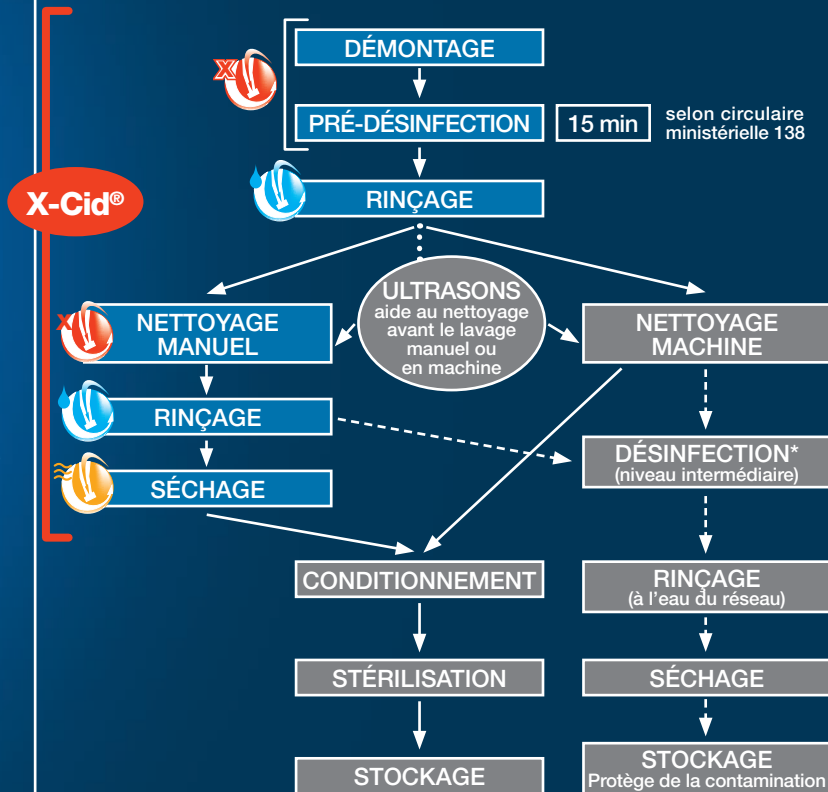 DÉMONTAGE
PRÉ-DÉSINFECTION
15 min
selon circulaire
ministérielle 138
X
X-Cid®
RINÇAGE
ULTRASONS
aide au nettoyage
avant le lavage
manuel ou
en machine
X
NETTOYAGE
MANUEL
NETTOYAGE
MACHINE
RINÇAGE
DÉSINFECTION*
(niveau intermédiaire)
SÉCHAGE
CONDITIONNEMENT
RINÇAGE
(à l'eau du réseau)
STÉRILISATION
SÉCHAGE
STOCKAGE
STOCKAGE
Protège de la contamination